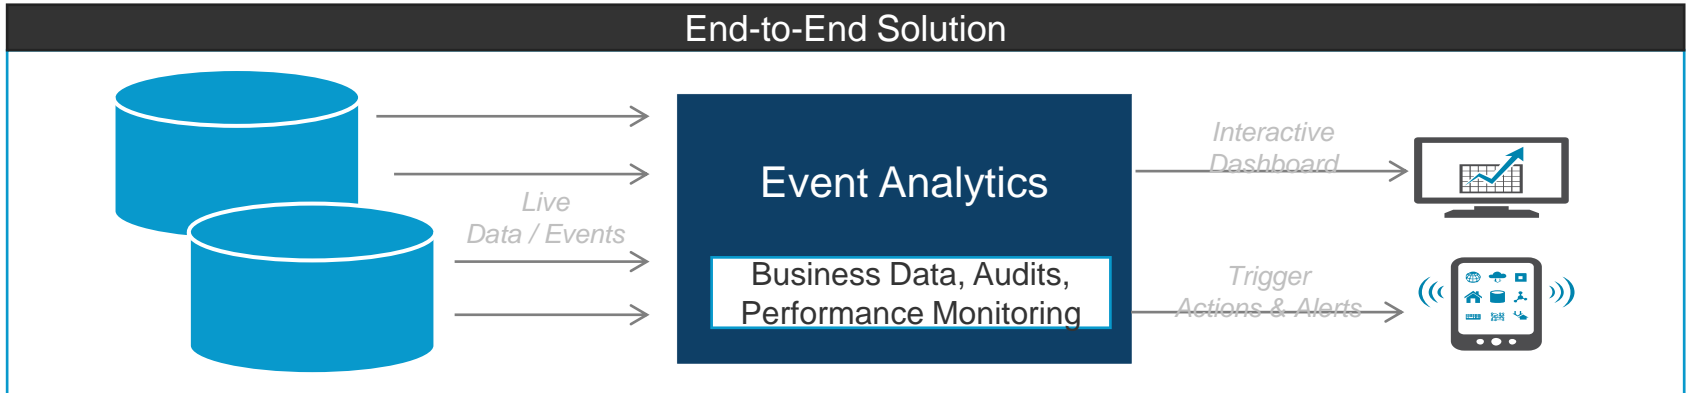 End-to-End Solution
Live
Data / Events
Event Analytics
Business Data, Audits,
Performance Monitoring
Interactive
Dashboard
Trigger
Actions & Alerts